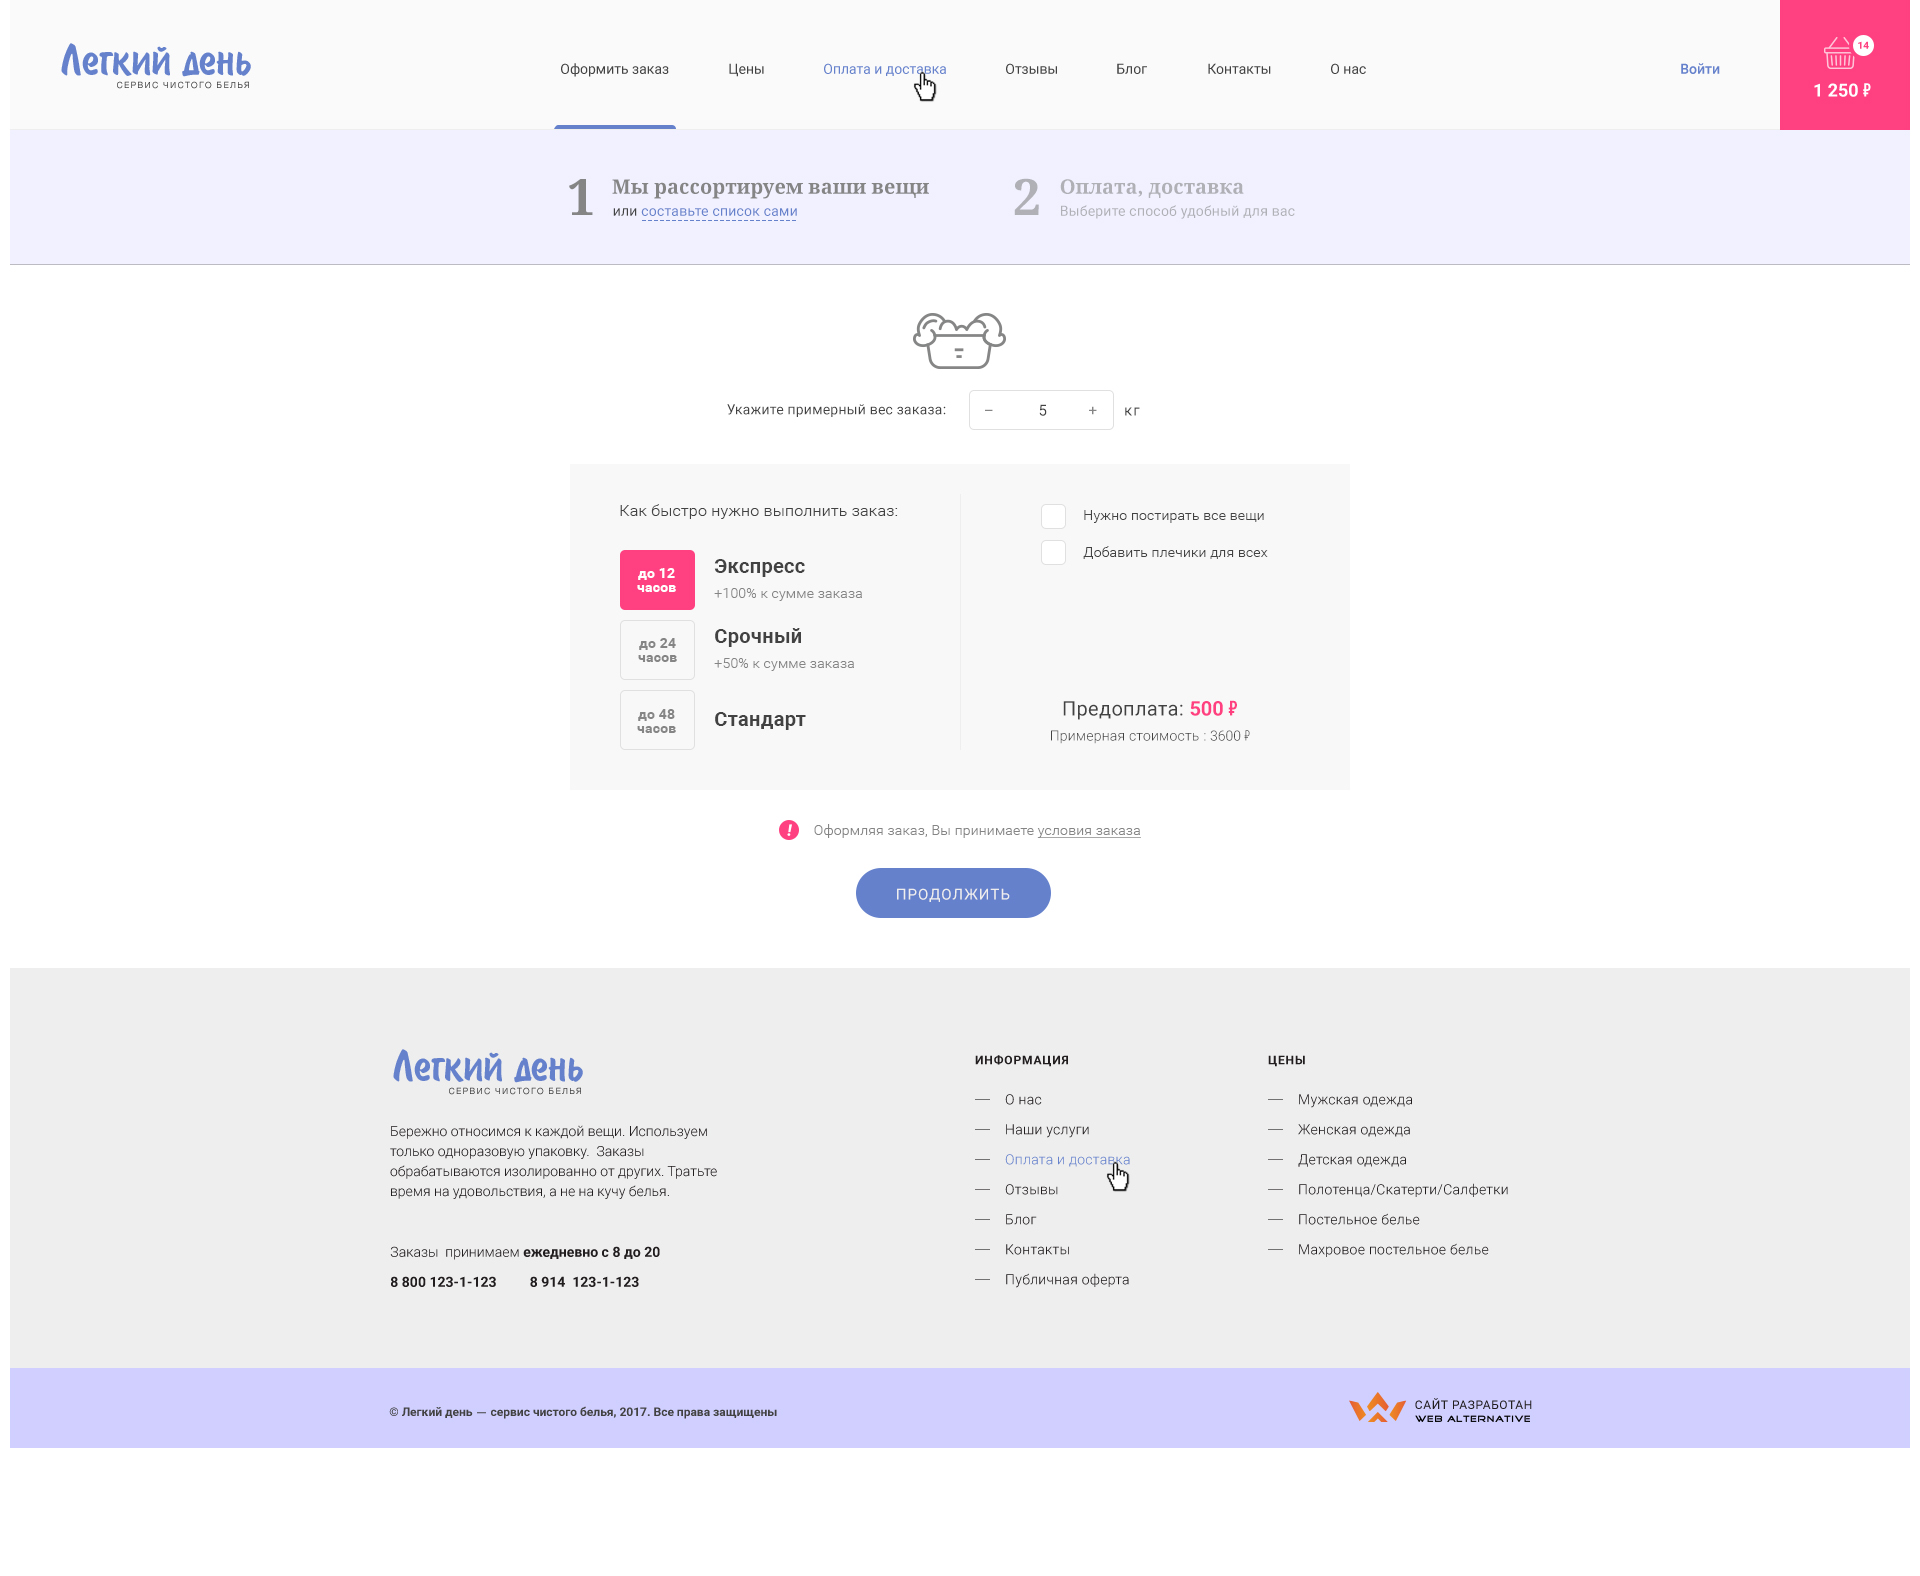 Легкий день
СЕРВИС ЧИСТОГО БЕЛЬЯ
Оформить заказ
Цены
Оплата и доставка
Отзывы
Блог
Контакты
О нас
Войти
14
1 250 ₽
1
Мы рассортируем ваши вещи
или составьте список сами
2
Оплата, доставка
Выберите способ удобный для вас
Укажите примерный вес заказа:
− 5 + кг
Как быстро нужно выполнить заказ:
до 12
часов
Экспресс
+100% к сумме заказа
до 24
часов
Срочный
+50% к сумме заказа
до 48
часов
Стандарт
Нужно постирать все вещи
Добавить плечики для всех
Предоплата: 500 ₽
Примерная стоимость : 3600 ₽
! Оформляя заказ, Вы принимаете условия заказа
ПРОДОЛЖИТЬ
Легкий день
СЕРВИС ЧИСТОГО БЕЛЬЯ
Бережно относимся к каждой вещи. Используем
только одноразовую упаковку. Заказы
обрабатываются изолированно от других. Тратьте
время на удовольствия, а не на кучу белья.
Заказы принимаем ежедневно с 8 до 20
8 800 123-1-123 8 914 123-1-123
ИНФОРМАЦИЯ
— О нас
— Наши услуги
— Оплата и доставка
— Отзывы
— Блог
— Контакты
— Публичная оферта
ЦЕНЫ
— Мужская одежда
— Женская одежда
— Детская одежда
— Полотенца/Скатерти/Салфетки
— Постельное белье
— Махровое постельное белье
© Легкий день — сервис чистого белья, 2017. Все права защищены
САЙТ РАЗРАБОТАН
WEB ALTERNATIVE